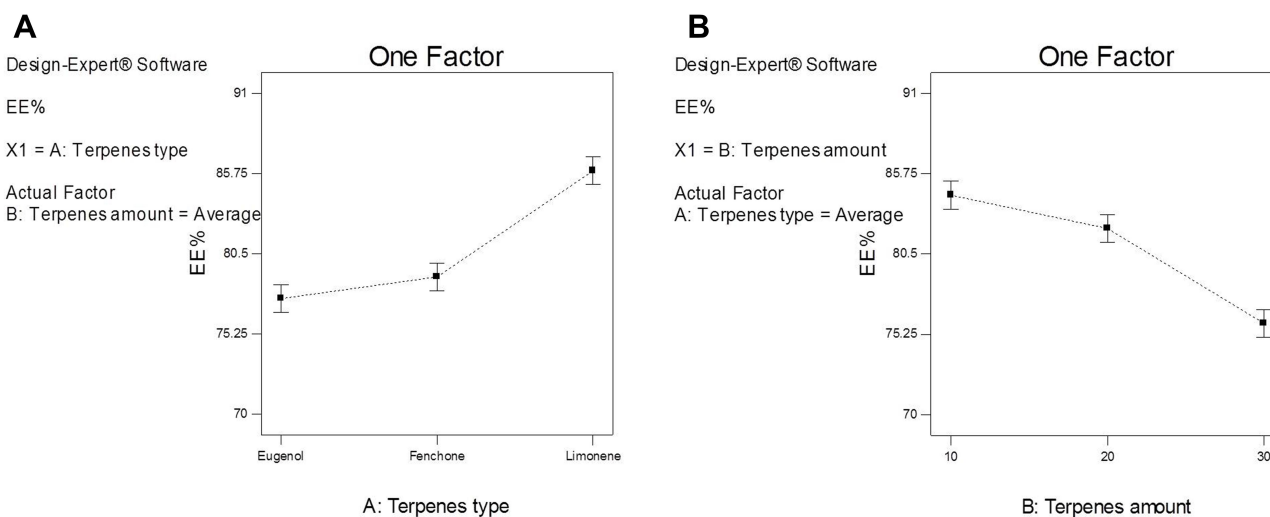 A
Design-Expert® Software
EE%
X1 = A: Terpenes type
Actual Factor
B: Terpenes amount = Average
One Factor
91
85.75
80.5
75.25
70
EE%
Eugenol
Fenchone
Limonene
A: Terpenes type
B
Design-Expert® Software
EE%
X1 = B: Terpenes amount
Actual Factor
A: Terpenes type = Average
One Factor
91
85.75
80.5
75.25
70
EE%
10
20
30
B: Terpenes amount